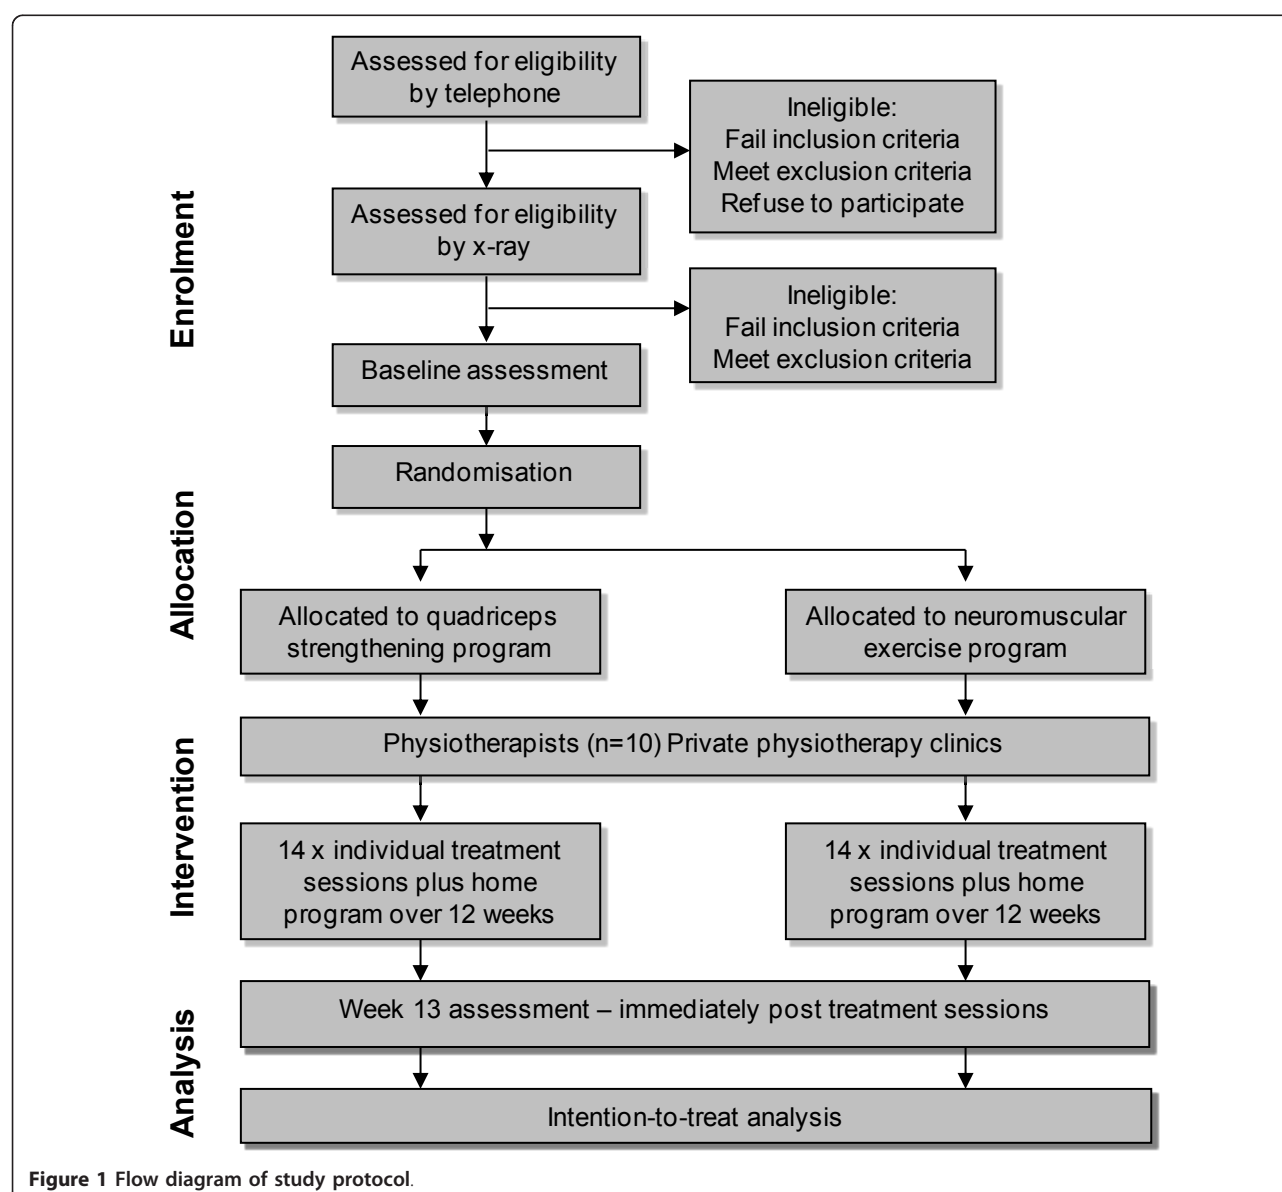 Assessed for eligibility
by telephone
Ineligible:
Fail inclusion criteria
Meet exclusion criteria
Refuse to participate
Enrolment
Assessed for eligibility
by x-ray
Ineligible:
Fail inclusion criteria
Meet exclusion criteria
Baseline assessment
Randomisation
Allocation
Allocated to quadriceps
strengthening program
Allocated to neuromuscular
exercise program
Intervention
Physiotherapists (n=10) Private physiotherapy clinics
14 x individual treatment
sessions plus home
program over 12 weeks
14 x individual treatment
sessions plus home
program over 12 weeks
Analysis
Week 13 assessment – immediately post treatment sessions
Intention-to-treat analysis
Figure 1 Flow diagram of study protocol.